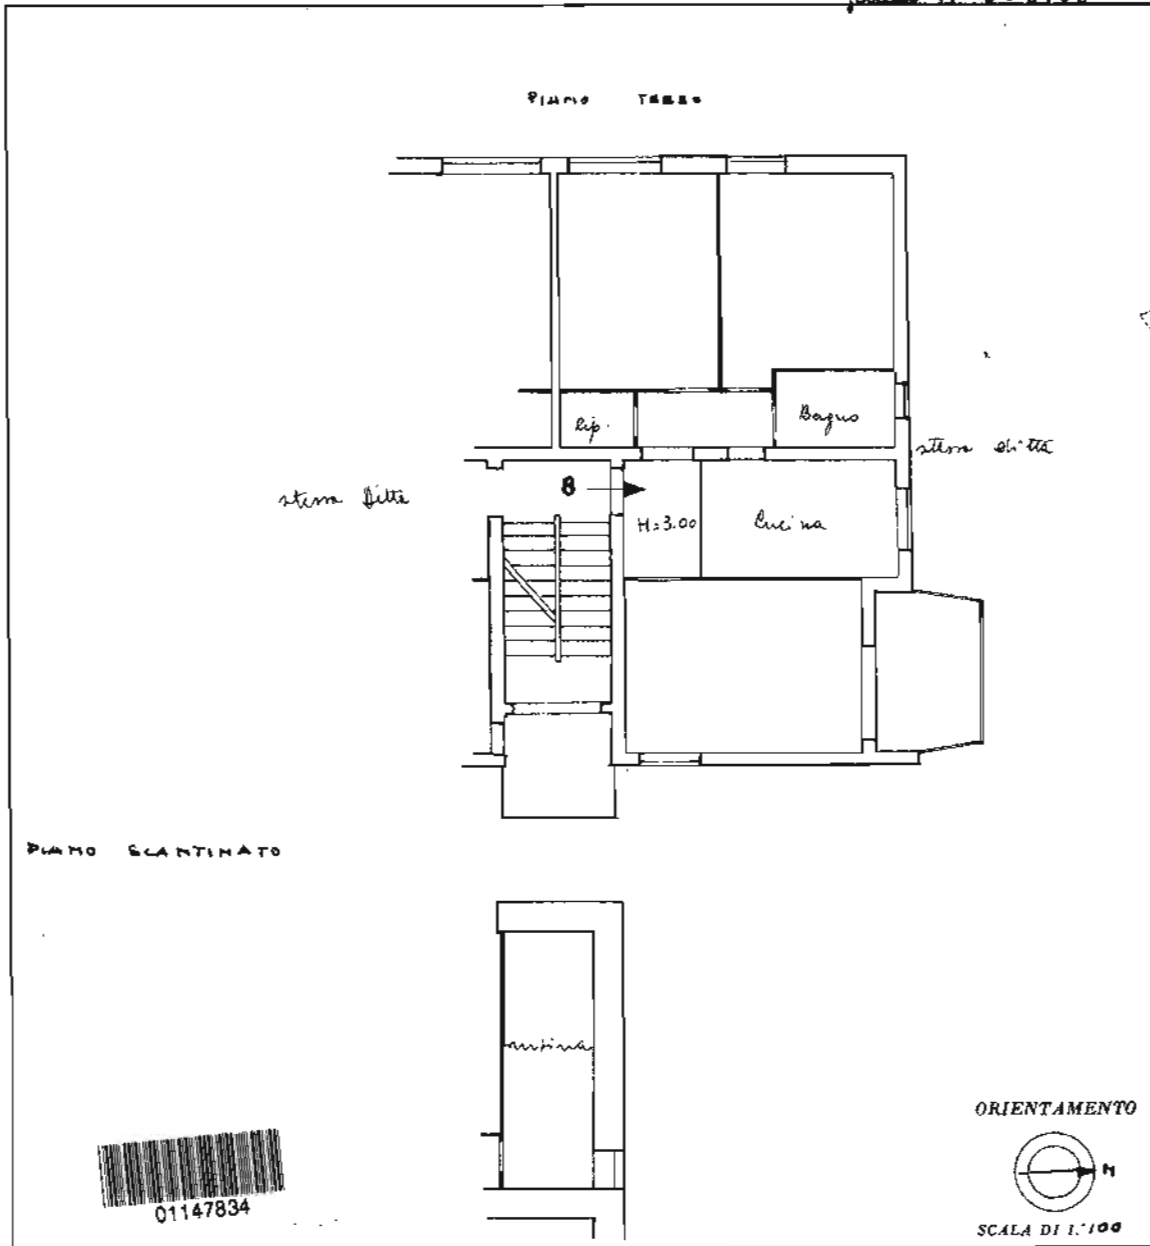 PIANO TERZO
Rip.
Bagno
stessa ditta
stessa Ditta
8
H=3.00
Cucina
PIANO SCANTINATO
cantina
ORIENTAMENTO
N
SCALA DI 1:100
01147834